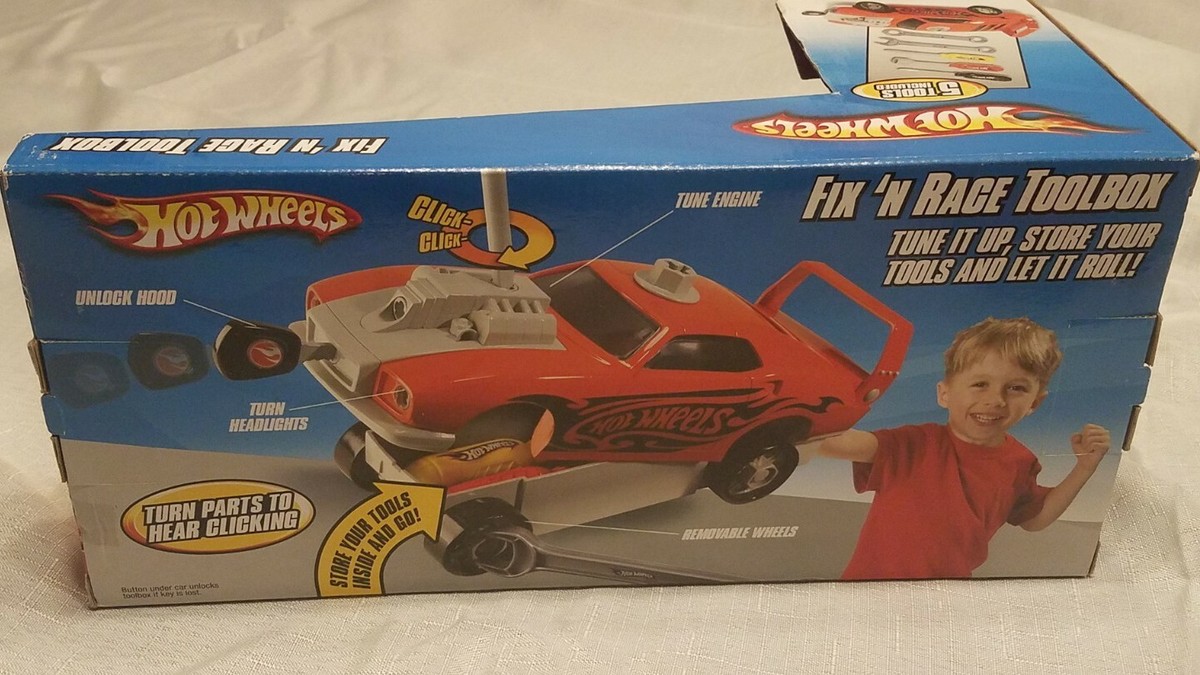 5 TOOLS
INCLUDED
HOT WHEELS
FIX 'N RACE TOOLBOX
HOT WHEELS
CLICK-
CLICK-
TUNE ENGINE
FIX 'N RACE TOOLBOX
TUNE IT UP, STORE YOUR
TOOLS AND LET IT ROLL!
UNLOCK HOOD
TURN
HEADLIGHTS
HOT WHEELS
HOT WHEELS
TURN PARTS TO
HEAR CLICKING
STORE YOUR TOOLS
INSIDE AND GO!
REMOVABLE WHEELS
Button under car unlocks
toolbox if key is lost.